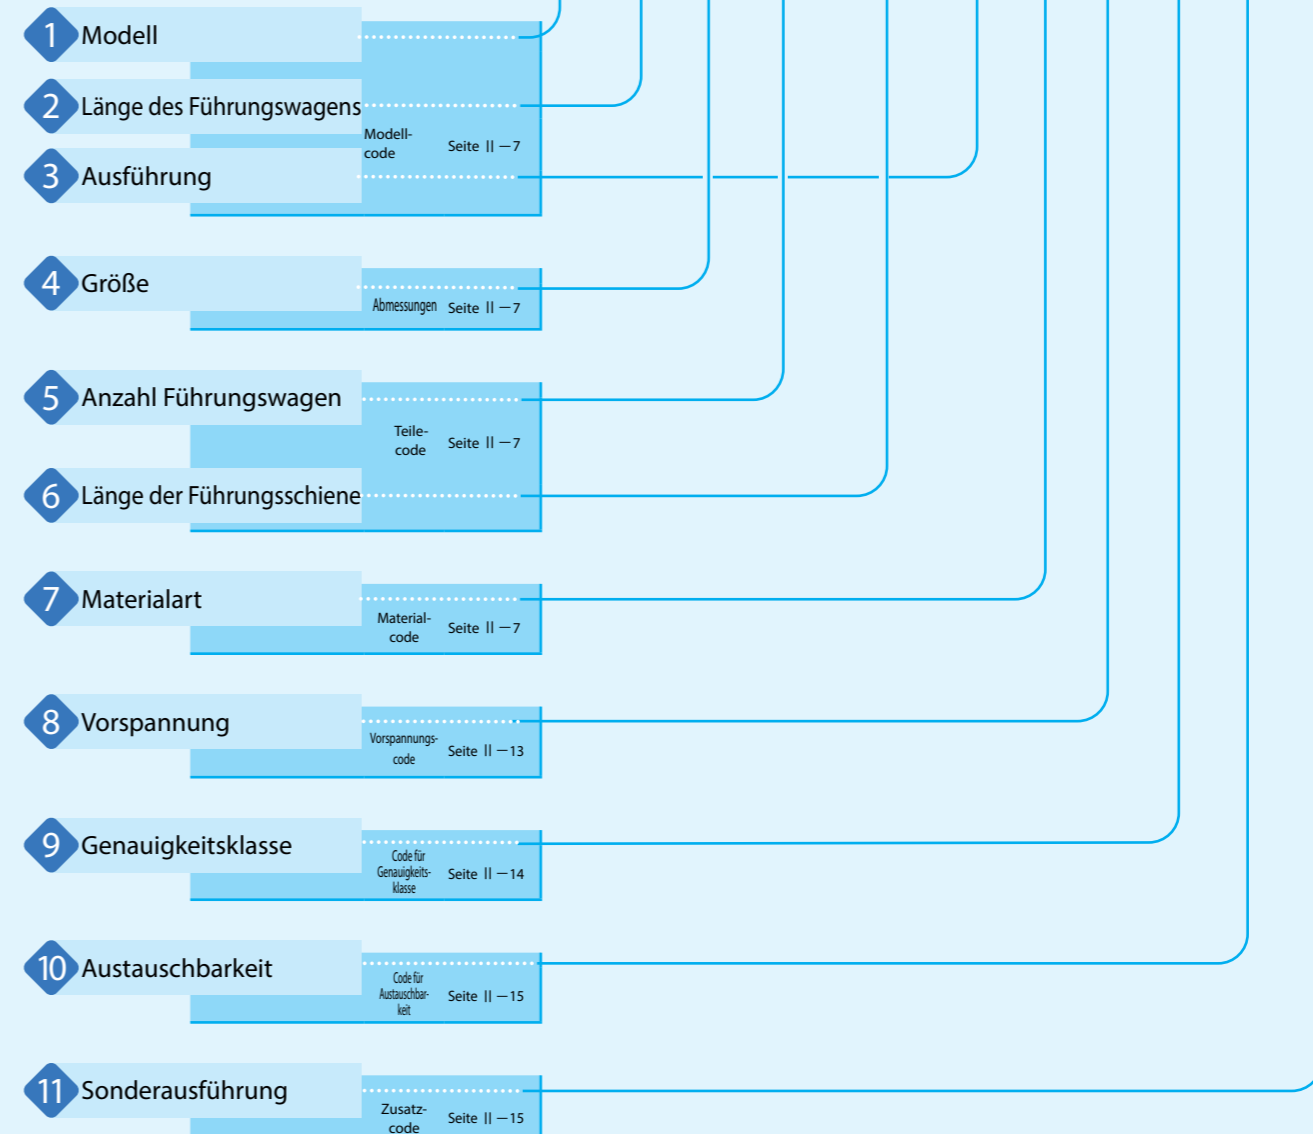 1 Modell
2 Länge des Führungswagens
Modell-
code Seite II－7
3 Ausführung
4 Größe
Abmessungen Seite II－7
5 Anzahl Führungswagen
Teile-
code Seite II－7
6 Länge der Führungsschiene
7 Materialart
Material-
code Seite II－7
8 Vorspannung
Vorspannungs-
code Seite II－13
9 Genauigkeitsklasse
Code für
Genauigkeits-
klasse Seite II－14
10 Austauschbarkeit
Code für
Austauschbar-
keit Seite II－15
11 Sonderausführung
Zusatz-
code Seite II－15